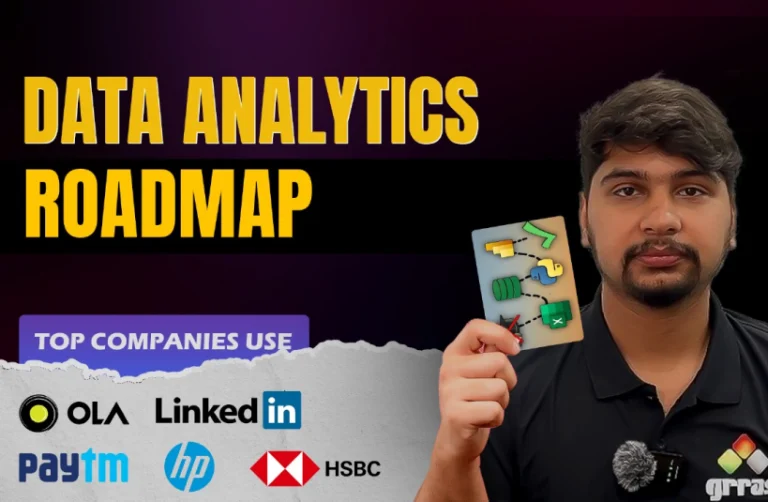 DATA ANALYTICS
ROADMAP
TOP COMPANIES USE
OLA
LinkedIn
paytm
hp
HSBC
grras